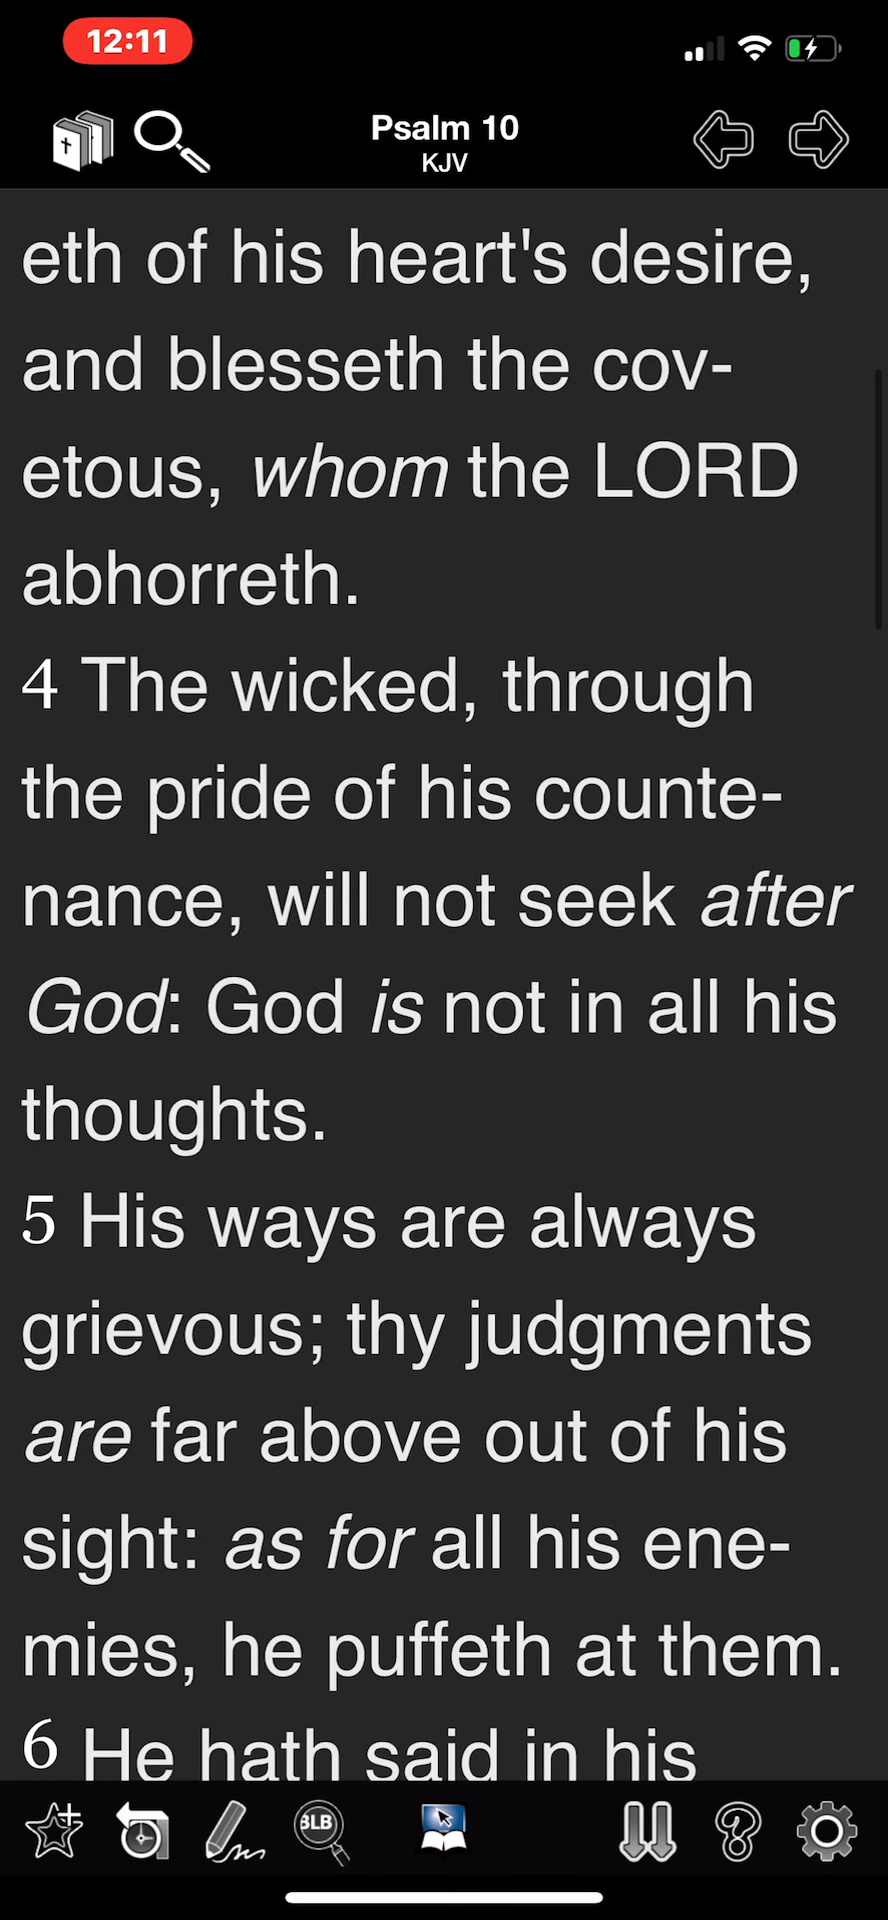 12:11
Psalm 10
KJV
eth of his heart's desire,
and blesseth the cov-
etous, whom the LORD
abhorreth.
4 The wicked, through
the pride of his counte-
nance, will not seek after
God: God is not in all his
thoughts.
5 His ways are always
grievous; thy judgments
are far above out of his
sight: as for all his ene-
mies, he puffeth at them.
6 He hath said in his
BLB